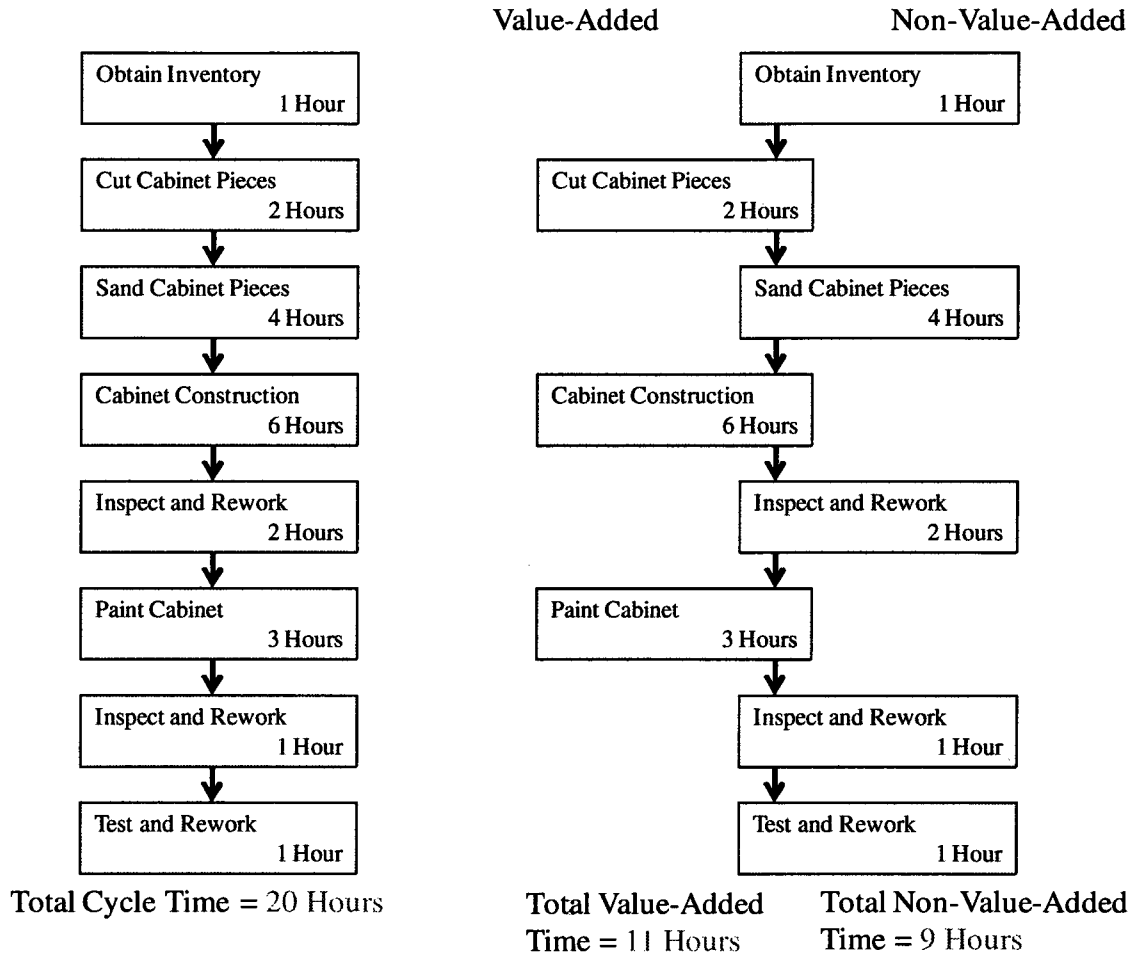 Value-Added
Non-Value-Added
Obtain Inventory
1 Hour
Cut Cabinet Pieces
2 Hours
Sand Cabinet Pieces
4 Hours
Cabinet Construction
6 Hours
Inspect and Rework
2 Hours
Paint Cabinet
3 Hours
Inspect and Rework
1 Hour
Test and Rework
1 Hour
Total Cycle Time = 20 Hours
Obtain Inventory
1 Hour
Cut Cabinet Pieces
2 Hours
Sand Cabinet Pieces
4 Hours
Cabinet Construction
6 Hours
Inspect and Rework
2 Hours
Paint Cabinet
3 Hours
Inspect and Rework
1 Hour
Test and Rework
1 Hour
Total Value-Added
Time = 11 Hours
Total Non-Value-Added
Time = 9 Hours